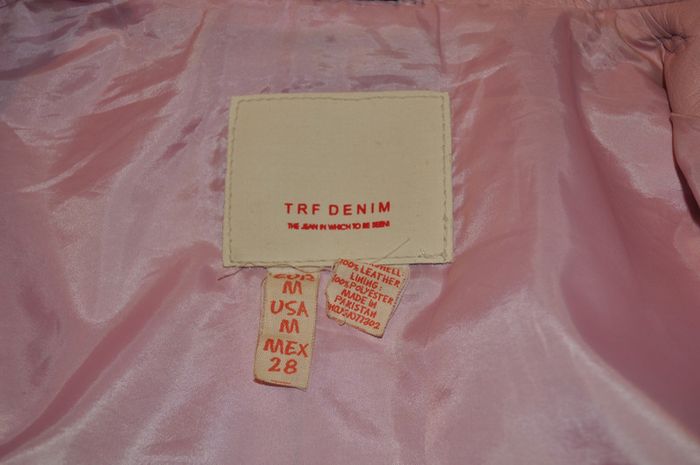 TRF DENIM
THE JEAN IN WHICH TO BE SEEN!
M
USA
M
MEX
28
100% LEATHER
LINING:
100% POLYESTER
MADE IN
PAKISTAN